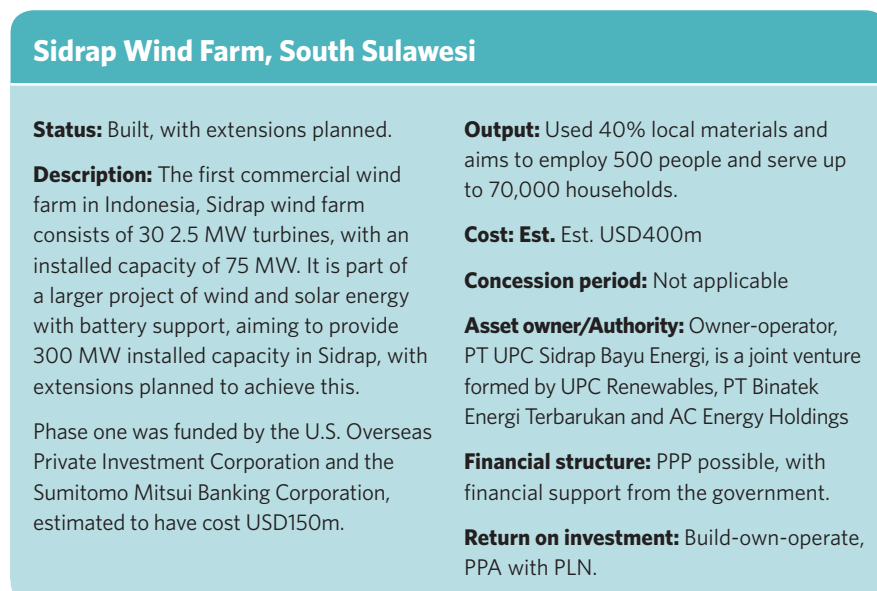 Sidrap Wind Farm, South Sulawesi
Status: Built, with extensions planned.
Description: The first commercial wind
farm in Indonesia, Sidrap wind farm
consists of 30 2.5 MW turbines, with an
installed capacity of 75 MW. It is part of
a larger project of wind and solar energy
with battery support, aiming to provide
300 MW installed capacity in Sidrap, with
extensions planned to achieve this.
Phase one was funded by the U.S. Overseas
Private Investment Corporation and the
Sumitomo Mitsui Banking Corporation,
estimated to have cost USD150m.
Output: Used 40% local materials and
aims to employ 500 people and serve up
to 70,000 households.
Cost: Est. Est. USD400m
Concession period: Not applicable
Asset owner/Authority: Owner-operator,
PT UPC Sidrap Bayu Energi, is a joint venture
formed by UPC Renewables, PT Binatek
Energi Terbarukan and AC Energy Holdings
Financial structure: PPP possible, with
financial support from the government.
Return on investment: Build-own-operate,
PPA with PLN.